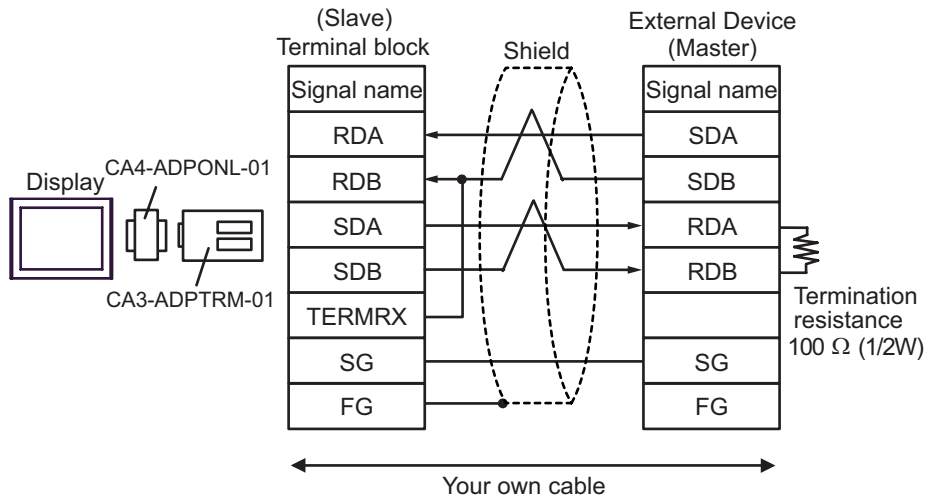 (Slave)
Terminal block
Shield
External Device
(Master)
Signal name
Signal name
RDA
SDA
RDB
SDB
SDA
RDA
SDB
RDB
TERMRX
SG
SG
FG
FG
Display
CA4-ADPONL-01
CA3-ADPTRM-01
Termination
resistance
100 Ω (1/2W)
Your own cable